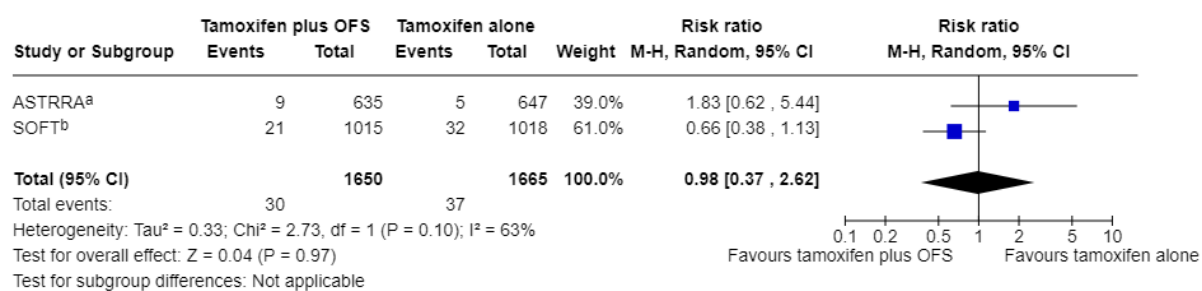 Tamoxifen plus OFS Tamoxifen alone Risk ratio Risk ratio
Study or Subgroup Events Total Events Total Weight M-H, Random, 95% CI M-H, Random, 95% CI
ASTRRAᵃ 9 635 5 647 39.0% 1.83 [0.62 , 5.44]
SOFTᵇ 21 1015 32 1018 61.0% 0.66 [0.38 , 1.13]
Total (95% CI) 1650 1665 100.0% 0.98 [0.37 , 2.62]
Total events: 30 37
Heterogeneity: Tau² = 0.33; Chi² = 2.73, df = 1 (P = 0.10); I² = 63%
0.1 0.2 0.5 1 2 5 10
Test for overall effect: Z = 0.04 (P = 0.97) Favours tamoxifen plus OFS Favours tamoxifen alone
Test for subgroup differences: Not applicable